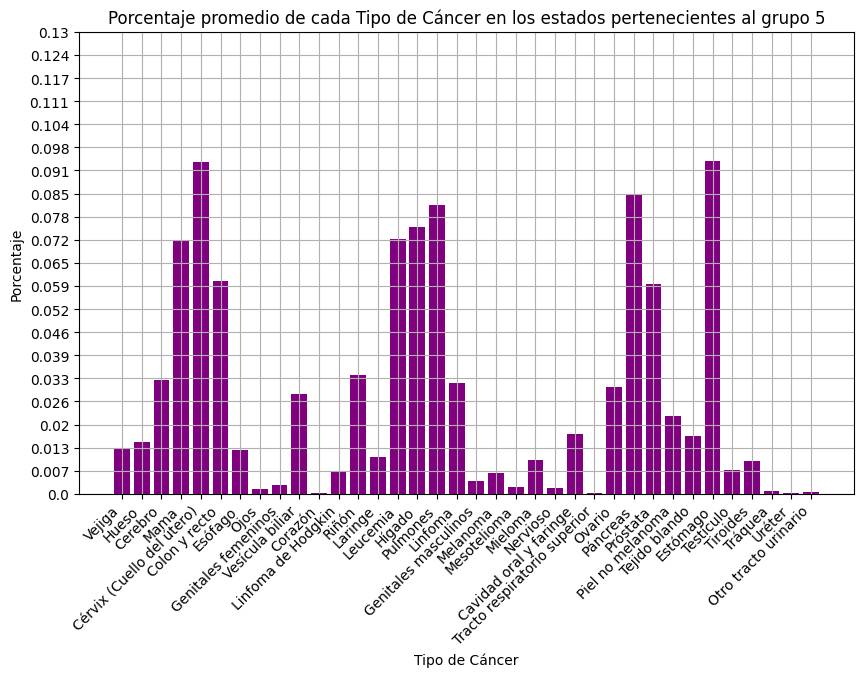 Porcentaje promedio de cada Tipo de Cáncer en los estados pertenecientes al grupo 5
0.13
0.124
0.117
0.111
0.104
0.098
0.091
0.085
0.078
0.072
0.065
0.059
0.052
0.046
0.039
0.033
0.026
0.02
0.013
0.007
0.0
Porcentaje
Vejiga
Hueso
Cerebro
Mama
Cérvix (Cuello del útero)
Colon y recto
Esófago
Ojos
Genitales femeninos
Vesícula biliar
Corazón
Linfoma de Hodgkin
Riñón
Laringe
Leucemia
Hígado
Pulmones
Linfoma
Genitales masculinos
Melanoma
Mesotelioma
Mieloma
Nervioso
Cavidad oral y faringe
Tracto respiratorio superior
Ovario
Páncreas
Próstata
Piel no melanoma
Tejido blando
Estómago
Testículo
Tiroides
Tráquea
Uréter
Otro tracto urinario
Tipo de Cáncer